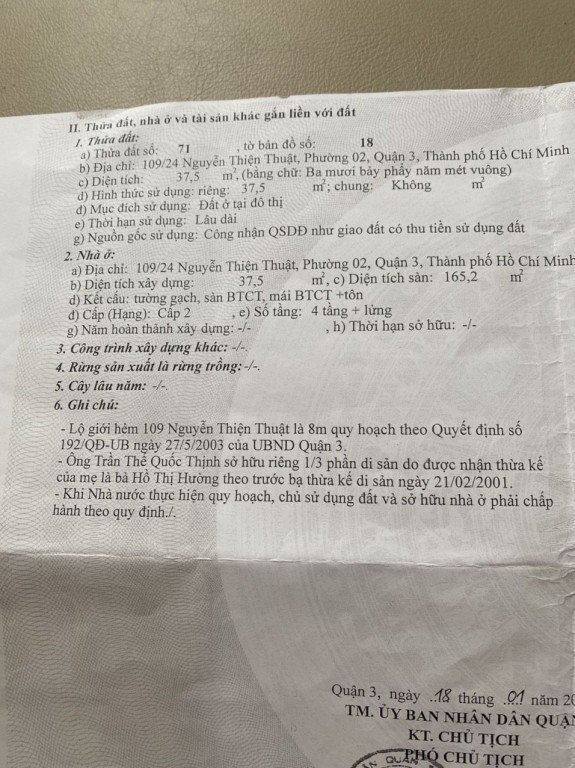 II. Thửa đất, nhà ở và tài sản khác gắn liền với đất
1. Thửa đất:
a) Thửa đất số: 71 , tờ bản đồ số: 18
b) Địa chỉ: 109/24 Nguyễn Thiện Thuật, Phường 02, Quận 3, Thành phố Hồ Chí Minh
c) Diện tích: 37,5 m², (bằng chữ: Ba mươi bảy phẩy năm mét vuông)
d) Hình thức sử dụng: riêng: 37,5 m²; chung: Không m²
đ) Mục đích sử dụng: Đất ở tại đô thị
e) Thời hạn sử dụng: Lâu dài
g) Nguồn gốc sử dụng: Công nhận QSDĐ như giao đất có thu tiền sử dụng đất
2. Nhà ở:
a) Địa chỉ: 109/24 Nguyễn Thiện Thuật, Phường 02, Quận 3, Thành phố Hồ Chí Minh
b) Diện tích xây dựng: 37,5 m², c) Diện tích sàn: 165,2 m²
d) Kết cấu: tường gạch, sàn BTCT, mái BTCT +tôn
đ) Cấp (Hạng): Cấp 2 , e) Số tầng: 4 tầng + lửng
g) Năm hoàn thành xây dựng: -/- , h) Thời hạn sở hữu: -/-
3. Công trình xây dựng khác: -/-.
4. Rừng sản xuất là rừng trồng: -/-.
5. Cây lâu năm: -/-.
6. Ghi chú:
- Lộ giới hẻm 109 Nguyễn Thiện Thuật là 8m quy hoạch theo Quyết định số
192/QĐ-UB ngày 27/5/2003 của UBND Quận 3.
- Ông Trần Thế Quốc Thịnh sở hữu riêng 1/3 phần di sản do được nhận thừa kế
của mẹ là bà Hồ Thị Hường theo trước bạ thừa kế di sản ngày 21/02/2001.
- Khi Nhà nước thực hiện quy hoạch, chủ sử dụng đất và sở hữu nhà ở phải chấp
hành theo quy định./.
Quận 3, ngày 18 tháng 01 năm 20
TM. ỦY BAN NHÂN DÂN QUẬN
KT. CHỦ TỊCH
PHÓ CHỦ TỊCH